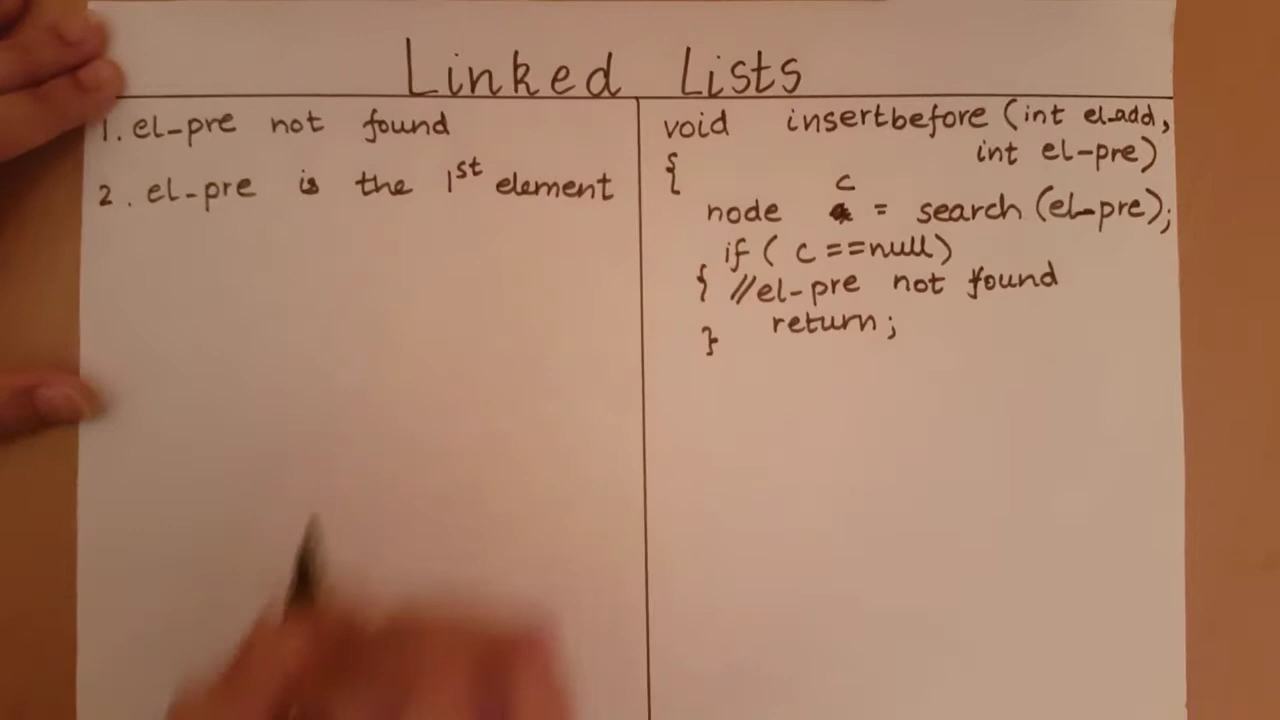 Linked Lists
1. el-pre not found
2. el-pre is the 1st element
void insertbefore (int el-add,
int el-pre)
{
c
node = search (el-pre);
if ( c ==null)
{ //el-pre not found
return;
}